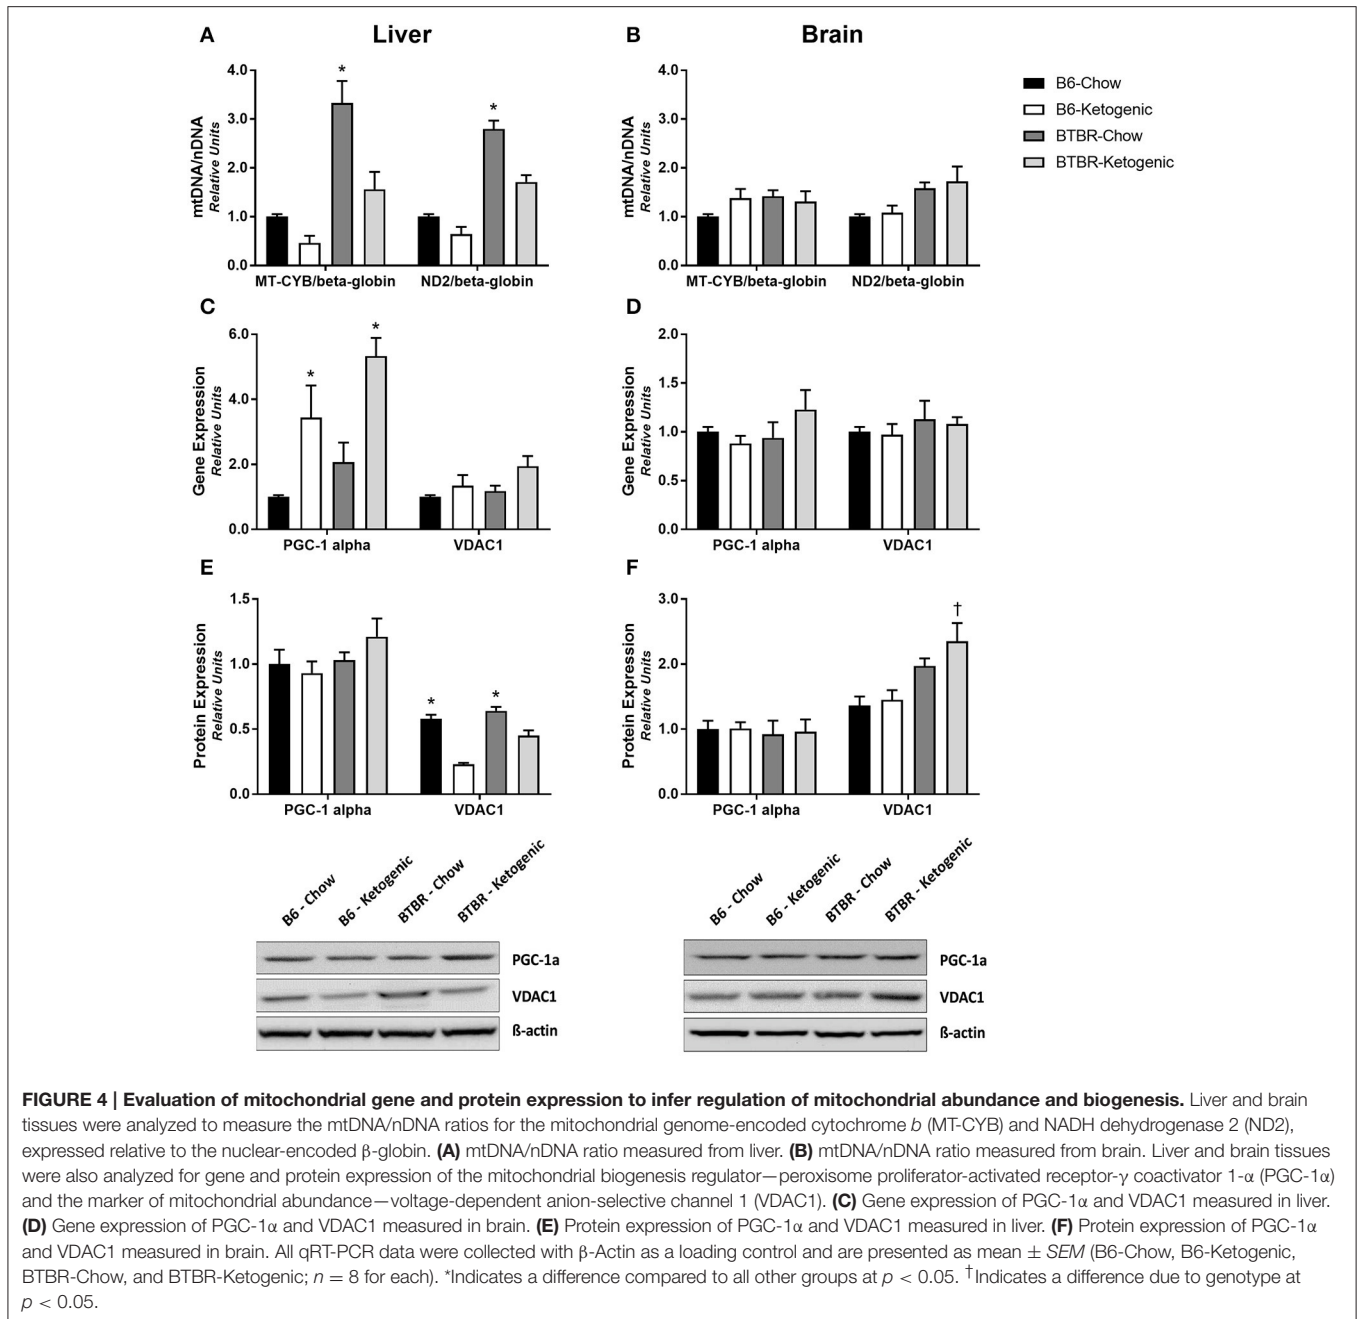 A Liver
mtDNA/nDNA
Relative Units
4.0
3.0
2.0
1.0
0.0
*
*
MT-CYB/beta-globin ND2/beta-globin
B Brain
mtDNA/nDNA
Relative Units
4.0
3.0
2.0
1.0
0.0
MT-CYB/beta-globin ND2/beta-globin
B6-Chow
B6-Ketogenic
BTBR-Chow
BTBR-Ketogenic
C
Gene Expression
Relative Units
6.0
4.0
2.0
0.0
*
*
PGC-1 alpha VDAC1
D
Gene Expression
Relative Units
2.0
1.5
1.0
0.5
0.0
PGC-1 alpha VDAC1
E
Protein Expression
Relative Units
1.5
1.0
0.5
0.0
*
*
PGC-1 alpha VDAC1
F
Protein Expression
Relative Units
3.0
2.0
1.0
0.0
†
PGC-1 alpha VDAC1
B6 - Chow
B6 - Ketogenic
BTBR - Chow
BTBR - Ketogenic
PGC-1a
VDAC1
ß-actin
B6 - Chow
B6 - Ketogenic
BTBR - Chow
BTBR - Ketogenic
PGC-1a
VDAC1
ß-actin
FIGURE 4 | Evaluation of mitochondrial gene and protein expression to infer regulation of mitochondrial abundance and biogenesis. Liver and brain
tissues were analyzed to measure the mtDNA/nDNA ratios for the mitochondrial genome-encoded cytochrome b (MT-CYB) and NADH dehydrogenase 2 (ND2),
expressed relative to the nuclear-encoded β-globin. (A) mtDNA/nDNA ratio measured from liver. (B) mtDNA/nDNA ratio measured from brain. Liver and brain tissues
were also analyzed for gene and protein expression of the mitochondrial biogenesis regulator—peroxisome proliferator-activated receptor-γ coactivator 1-α (PGC-1α)
and the marker of mitochondrial abundance—voltage-dependent anion-selective channel 1 (VDAC1). (C) Gene expression of PGC-1α and VDAC1 measured in liver.
(D) Gene expression of PGC-1α and VDAC1 measured in brain. (E) Protein expression of PGC-1α and VDAC1 measured in liver. (F) Protein expression of PGC-1α
and VDAC1 measured in brain. All qRT-PCR data were collected with β-Actin as a loading control and are presented as mean ± SEM (B6-Chow, B6-Ketogenic,
BTBR-Chow, and BTBR-Ketogenic; n = 8 for each). *Indicates a difference compared to all other groups at p < 0.05. †Indicates a difference due to genotype at
p < 0.05.